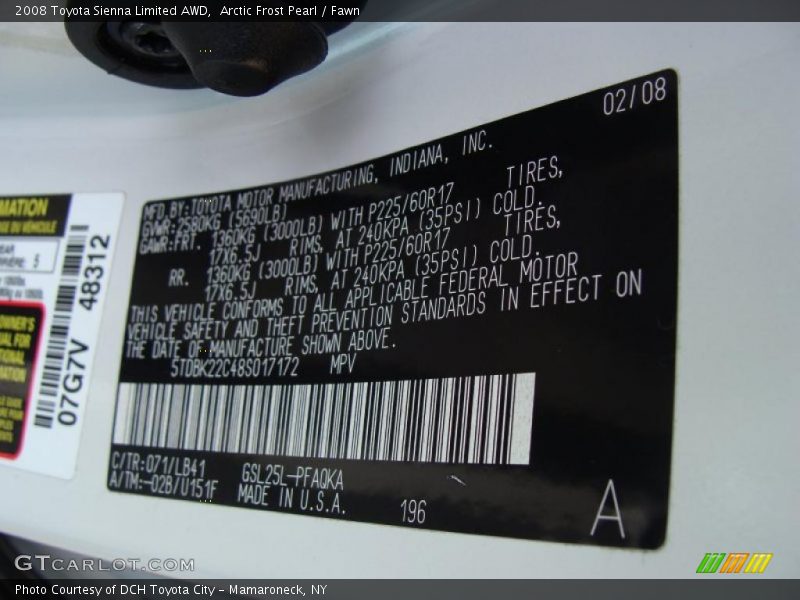 2008 Toyota Sienna Limited AWD,  Arctic Frost Pearl / Fawn
02/08
MFD.BY:TOYOTA MOTOR MANUFACTURING, INDIANA, INC.
GVWR:2580KG (5690LB)
GAWR:FRT. 1360KG (3000LB) WITH P225/60R17 TIRES,
17X6.5J RIMS, AT 240KPA (35PSI) COLD.
RR. 1360KG (3000LB) WITH P225/60R17 TIRES,
17X6.5J RIMS, AT 240KPA (35PSI) COLD.
THIS VEHICLE CONFORMS TO ALL APPLICABLE FEDERAL MOTOR
VEHICLE SAFETY AND THEFT PREVENTION STANDARDS IN EFFECT ON
THE DATE OF MANUFACTURE SHOWN ABOVE.
5TDBK22C48S017172 MPV
C/TR:071/LB41 GSL25L-PFAQKA
A/TM:-02B/U151F MADE IN U.S.A. 196 A
MATION
5
07G7V 48312
GTCARLOT.COM
Photo Courtesy of DCH Toyota City - Mamaroneck, NY